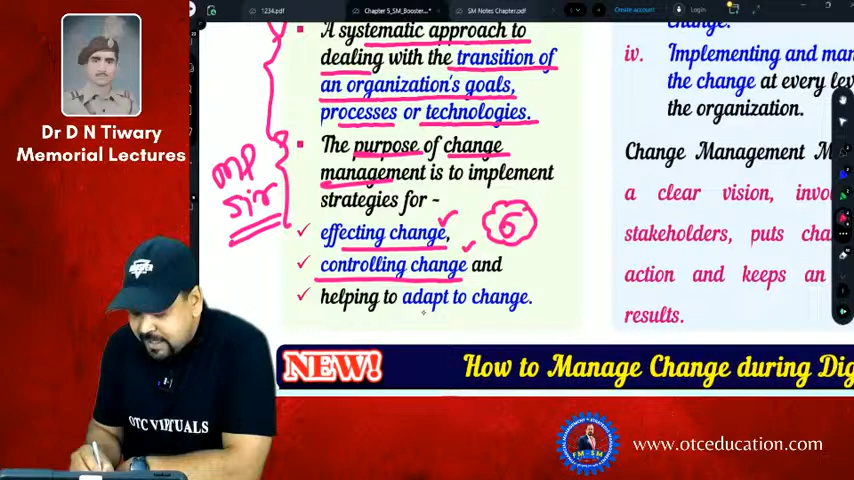 1234.pdf
Chapter 5_SM_Booster...*
SM Notes Chapter.pdf
Create account
Login
Dr D N Tiwary
Memorial Lectures
A systematic approach to
dealing with the transition of
an organization's goals,
processes or technologies.
The purpose of change
management is to implement
strategies for ~
effecting change,
controlling change and
helping to adapt to change.
MP
Sir
6
change.
iv. Implementing and man
the change at every leve
the organization.
Change Management M
a clear vision, invo
stakeholders, puts cha
action and keeps an
results.
NEW!
How to Manage Change during Dig
OTC VIRTUALS
FM-SM
www.otceducation.com